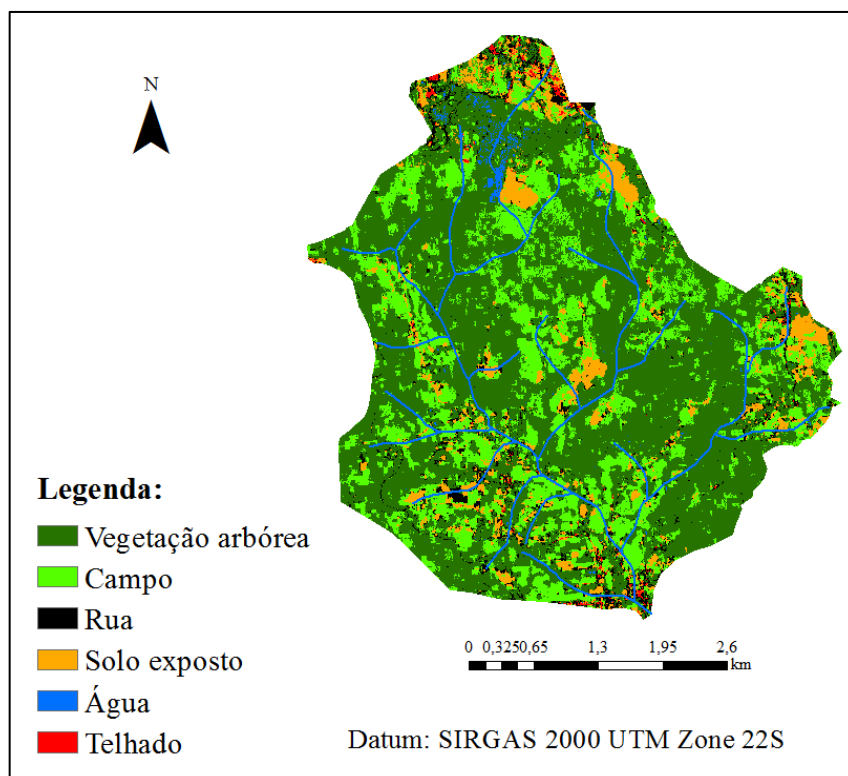 N
Legenda:
Vegetação arbórea
Campo
Rua
Solo exposto
Água
Telhado
0 0,3250,65 1,3 1,95 2,6
km
Datum: SIRGAS 2000 UTM Zone 22S